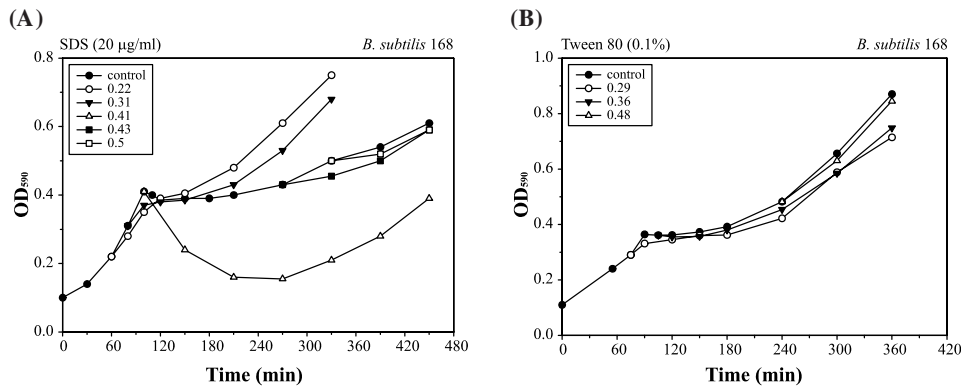 (A)
SDS (20 µg/ml) B. subtilis 168
0.8
0.6
0.4
0.2
0.0
OD590
control
0.22
0.31
0.41
0.43
0.5
0 60 120 180 240 300 360 420 480
Time (min)
(B)
Tween 80 (0.1%) B. subtilis 168
1.0
0.8
0.6
0.4
0.2
0.0
OD590
control
0.29
0.36
0.48
0 60 120 180 240 300 360 420
Time (min)